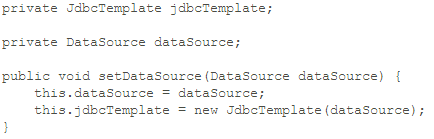 private JdbcTemplate jdbcTemplate;
private DataSource dataSource;
public void setDataSource(DataSource dataSource) {
    this.dataSource = dataSource;
    this.jdbcTemplate = new JdbcTemplate(dataSource);
}